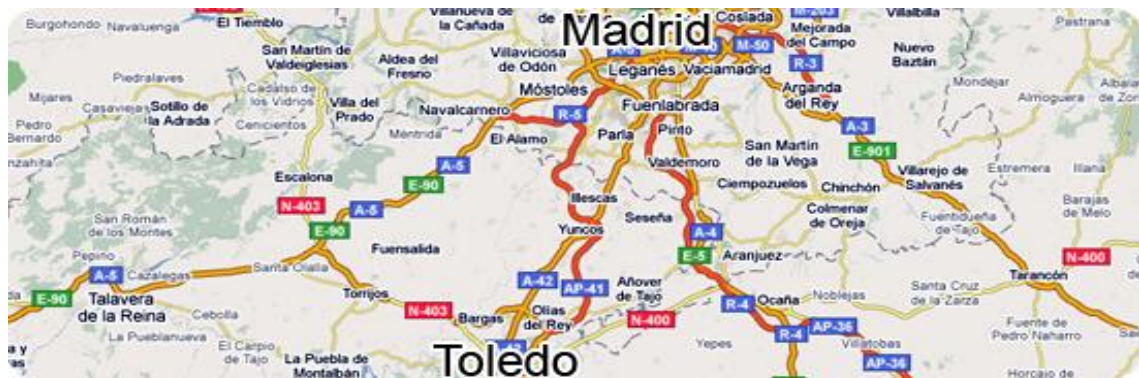 Burgohondo
Navaluenga
El Tiemblo
Villanueva de
la Cañada
Madrid
Coslada
M-203
Villalbilla
Pastrana
San Martín de
Valdeiglesias
Aldea del
Fresno
Villaviciosa
de Odón
M-50
Mejorada
del Campo
Nuevo
Baztán
Leganés
Vaciamadrid
R-3
Piedralaves
Mijares
Casavieja
Sotillo de
la Adrada
Cadalso de
los Vidrios
Cenicientos
Villa del
Prado
Navalcarnero
Móstoles
R-5
Fuenlabrada
Arganda
del Rey
Mondéjar
Almoguera
Pedro
Bernardo
Méntrida
El Alamo
Parla
Pinto
A-3
E-901
Valdemoro
San Martín
de la Vega
Estremera
Illana
A-5
E-90
Escalona
N-403
A-5
E-90
Illescas
Ciempozuelos
Chinchón
Villarejo de
Salvanés
Seseña
Colmenar
de Oreja
Barajas
de Melo
San Román
de los Montes
Fuensalida
Yuncos
A-4
E-5
Aranjuez
Fuentidueña
de Tajo
N-400
Pepino
A-5
Cazalegas
Santa Olalla
A-42
AP-41
Añover
de Tajo
Tarancón
E-90
Talavera
de la Reina
Torrijos
N-403
Bargas
Olías
del Rey
N-400
R-4
Ocaña
Noblejas
Santa Cruz
de la Zarza
Cebolla
La Pueblanueva
R-4
AP-36
Villatobas
Fuente de
Pedro Naharro
El Carpio
de Tajo
La Puebla de
Montalbán
Toledo
Yepes
AP-36
Horcajo de